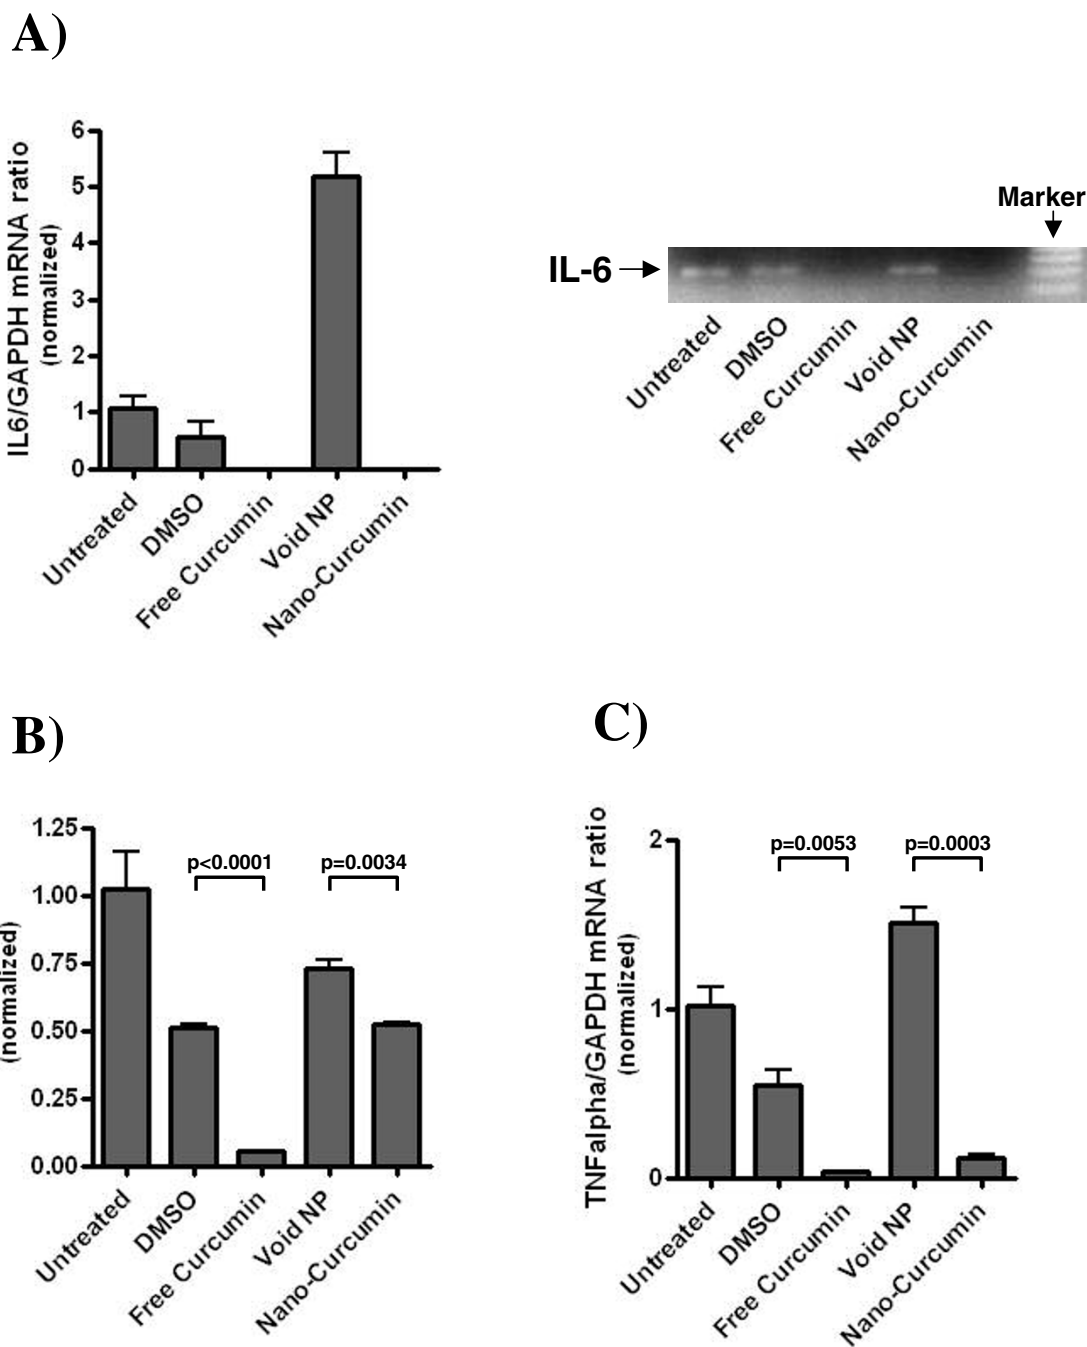 A)
IL6/GAPDH mRNA ratio
(normalized)
6
5
4
3
2
1
0
Untreated
DMSO
Free Curcumin
Void NP
Nano-Curcumin
Marker
IL-6
Untreated
DMSO
Free Curcumin
Void NP
Nano-Curcumin
B)
(normalized)
1.25
1.00
0.75
0.50
0.25
0.00
p<0.0001
p=0.0034
Untreated
DMSO
Free Curcumin
Void NP
Nano-Curcumin
C)
TNFalpha/GAPDH mRNA ratio
(normalized)
2
1
0
p=0.0053
p=0.0003
Untreated
DMSO
Free Curcumin
Void NP
Nano-Curcumin